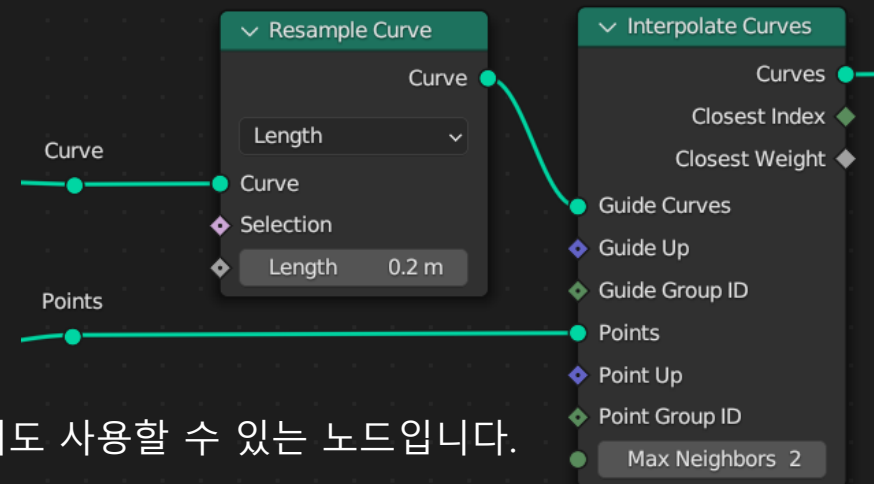 Resample Curve
Curve
Length
Curve
Selection
Length 0.2 m
Curve
Points
Interpolate Curves
Curves
Closest Index
Closest Weight
Guide Curves
Guide Up
Guide Group ID
Points
Point Up
Point Group ID
Max Neighbors 2
사용할 수 있는 노드입니다.